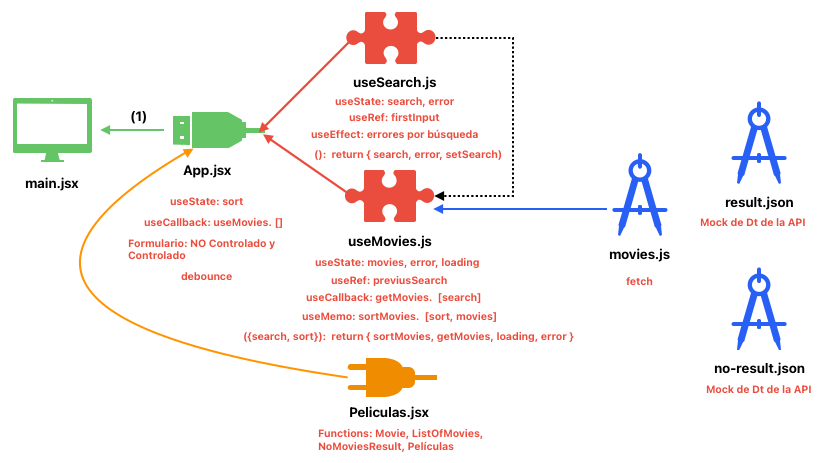 useSearch.js
useState: search, error
useRef: firstInput
useEffect: errores por búsqueda
(): return { search, error, setSearch)
(1)
main.jsx
App.jsx
useState: sort
useCallback: useMovies. []
Formulario: NO Controlado y
Controlado
debounce
useMovies.js
useState: movies, error, loading
useRef: previusSearch
useCallback: getMovies. [search]
useMemo: sortMovies. [sort, movies]
({search, sort}): return { sortMovies, getMovies, loading, error }
movies.js
fetch
result.json
Mock de Dt de la API
no-result.json
Mock de Dt de la API
Peliculas.jsx
Functions: Movie, ListOfMovies,
NoMoviesResult, Películas